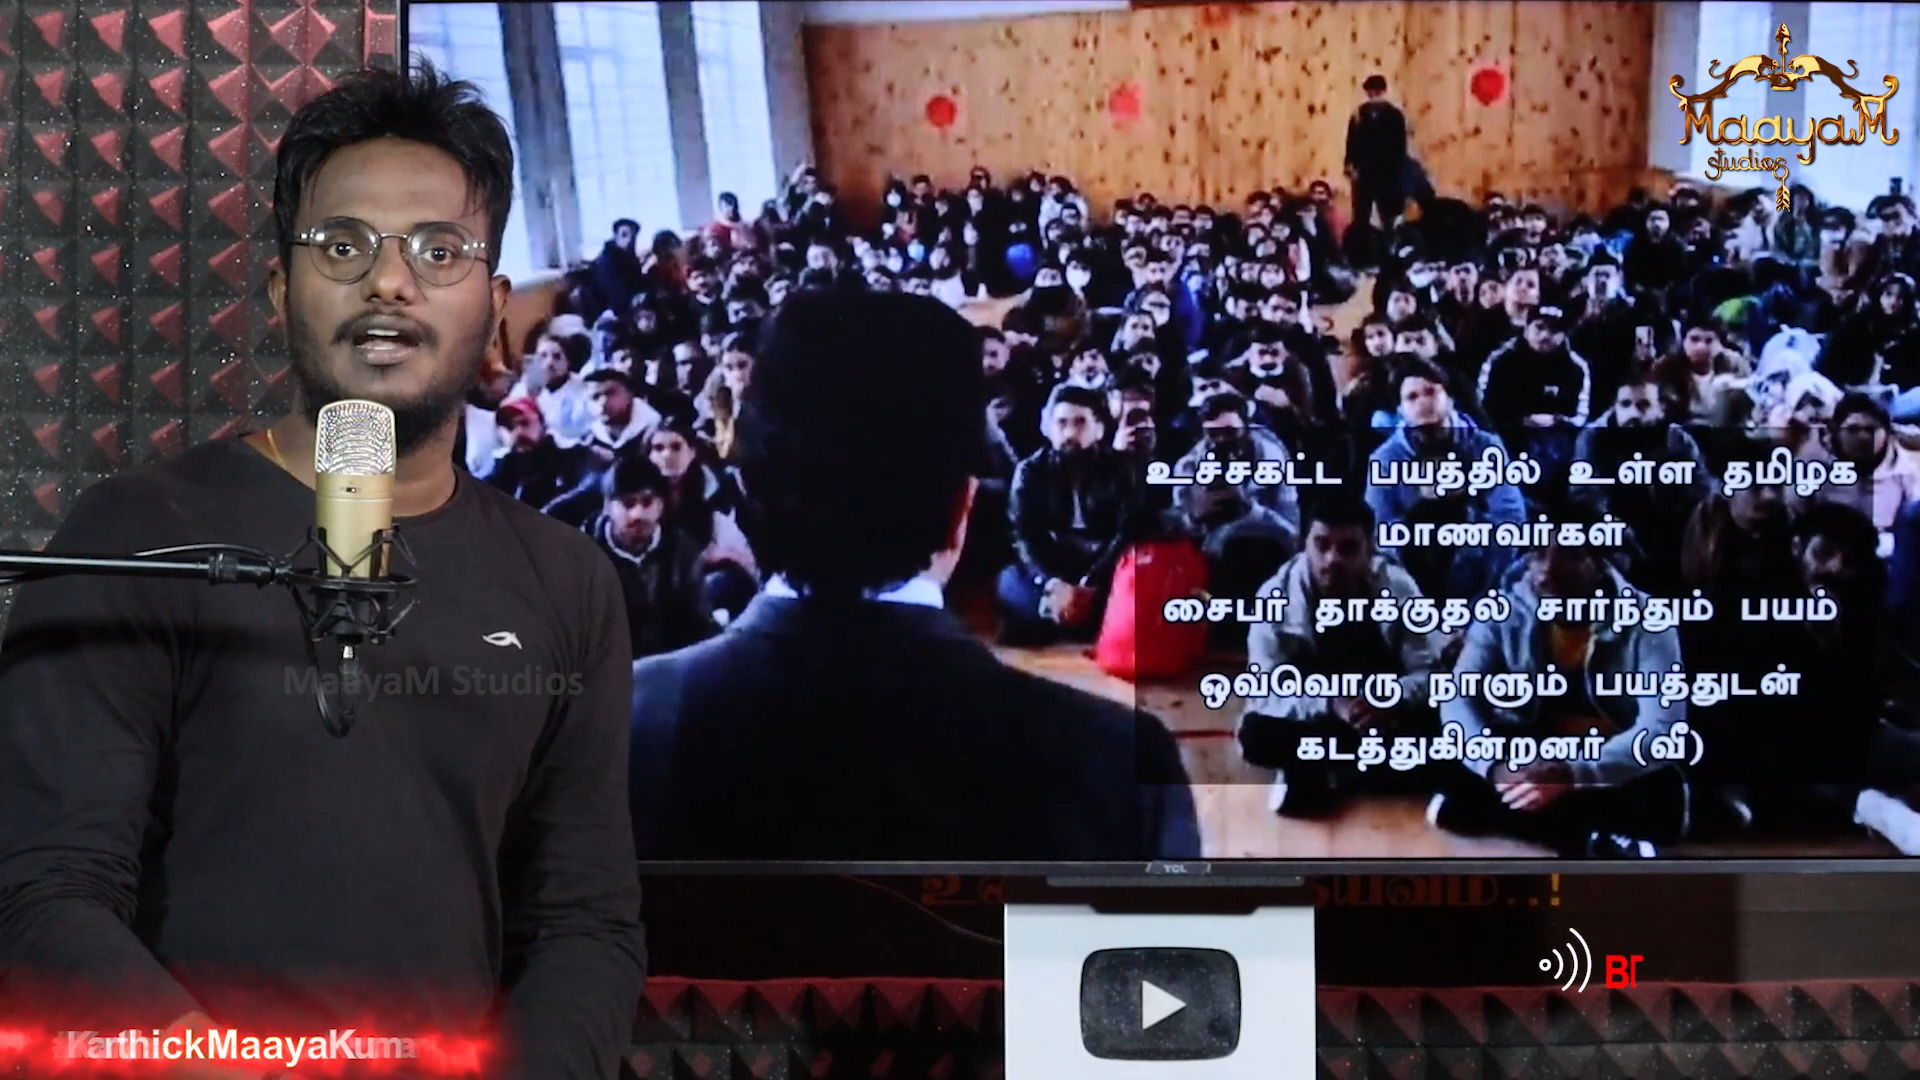 MaayaM
studios
உச்சகட்ட பயத்தில் உள்ள தமிழக
மாணவர்கள்
சைபர் தாக்குதல் சார்ந்தும் பயம்
ஒவ்வொரு நாளும் பயத்துடன்
கடத்துகின்றனர் (வீ)
MaayaM Studios
TCL
KarthickMaayaKuma